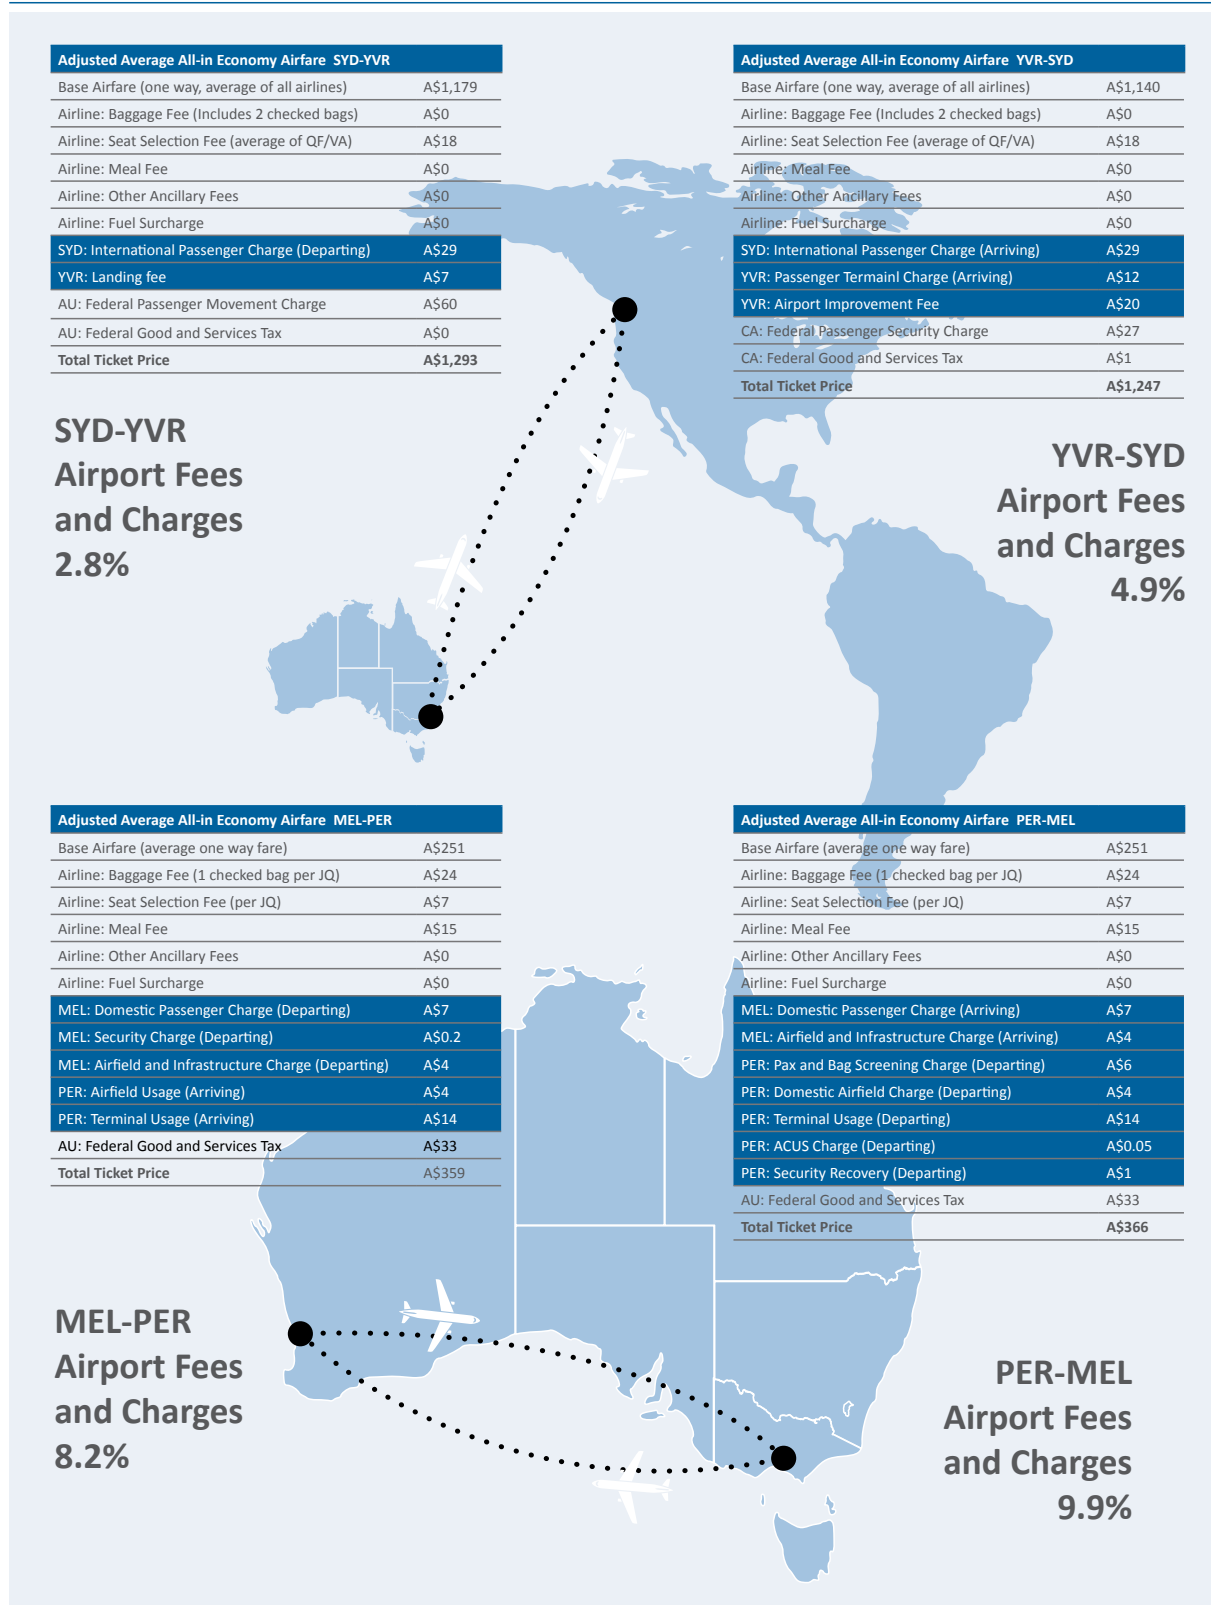 Adjusted Average All-in Economy Airfare SYD-YVR
Base Airfare (one way, average of all airlines) A$1,179
Airline: Baggage Fee (Includes 2 checked bags) A$0
Airline: Seat Selection Fee (average of QF/VA) A$18
Airline: Meal Fee A$0
Airline: Other Ancillary Fees A$0
Airline: Fuel Surcharge A$0
SYD: International Passenger Charge (Departing) A$29
YVR: Landing fee A$7
AU: Federal Passenger Movement Charge A$60
AU: Federal Good and Services Tax A$0
Total Ticket Price A$1,293
SYD-YVR
Airport Fees
and Charges
2.8%
Adjusted Average All-in Economy Airfare YVR-SYD
Base Airfare (one way, average of all airlines) A$1,140
Airline: Baggage Fee (Includes 2 checked bags) A$0
Airline: Seat Selection Fee (average of QF/VA) A$18
Airline: Meal Fee A$0
Airline: Other Ancillary Fees A$0
Airline: Fuel Surcharge A$0
SYD: International Passenger Charge (Arriving) A$29
YVR: Passenger Termainl Charge (Arriving) A$12
YVR: Airport Improvement Fee A$20
CA: Federal Passenger Security Charge A$27
CA: Federal Good and Services Tax A$1
Total Ticket Price A$1,247
YVR-SYD
Airport Fees
and Charges
4.9%
Adjusted Average All-in Economy Airfare MEL-PER
Base Airfare (average one way fare) A$251
Airline: Baggage Fee (1 checked bag per JQ) A$24
Airline: Seat Selection Fee (per JQ) A$7
Airline: Meal Fee A$15
Airline: Other Ancillary Fees A$0
Airline: Fuel Surcharge A$0
MEL: Domestic Passenger Charge (Departing) A$7
MEL: Security Charge (Departing) A$0.2
MEL: Airfield and Infrastructure Charge (Departing) A$4
PER: Airfield Usage (Arriving) A$4
PER: Terminal Usage (Arriving) A$14
AU: Federal Good and Services Tax A$33
Total Ticket Price A$359
MEL-PER
Airport Fees
and Charges
8.2%
Adjusted Average All-in Economy Airfare PER-MEL
Base Airfare (average one way fare) A$251
Airline: Baggage Fee (1 checked bag per JQ) A$24
Airline: Seat Selection Fee (per JQ) A$7
Airline: Meal Fee A$15
Airline: Other Ancillary Fees A$0
Airline: Fuel Surcharge A$0
MEL: Domestic Passenger Charge (Arriving) A$7
MEL: Airfield and Infrastructure Charge (Arriving) A$4
PER: Pax and Bag Screening Charge (Departing) A$6
PER: Domestic Airfield Charge (Departing) A$4
PER: Terminal Usage (Departing) A$14
PER: ACUS Charge (Departing) A$0.05
PER: Security Recovery (Departing) A$1
AU: Federal Good and Services Tax A$33
Total Ticket Price A$366
PER-MEL
Airport Fees
and Charges
9.9%